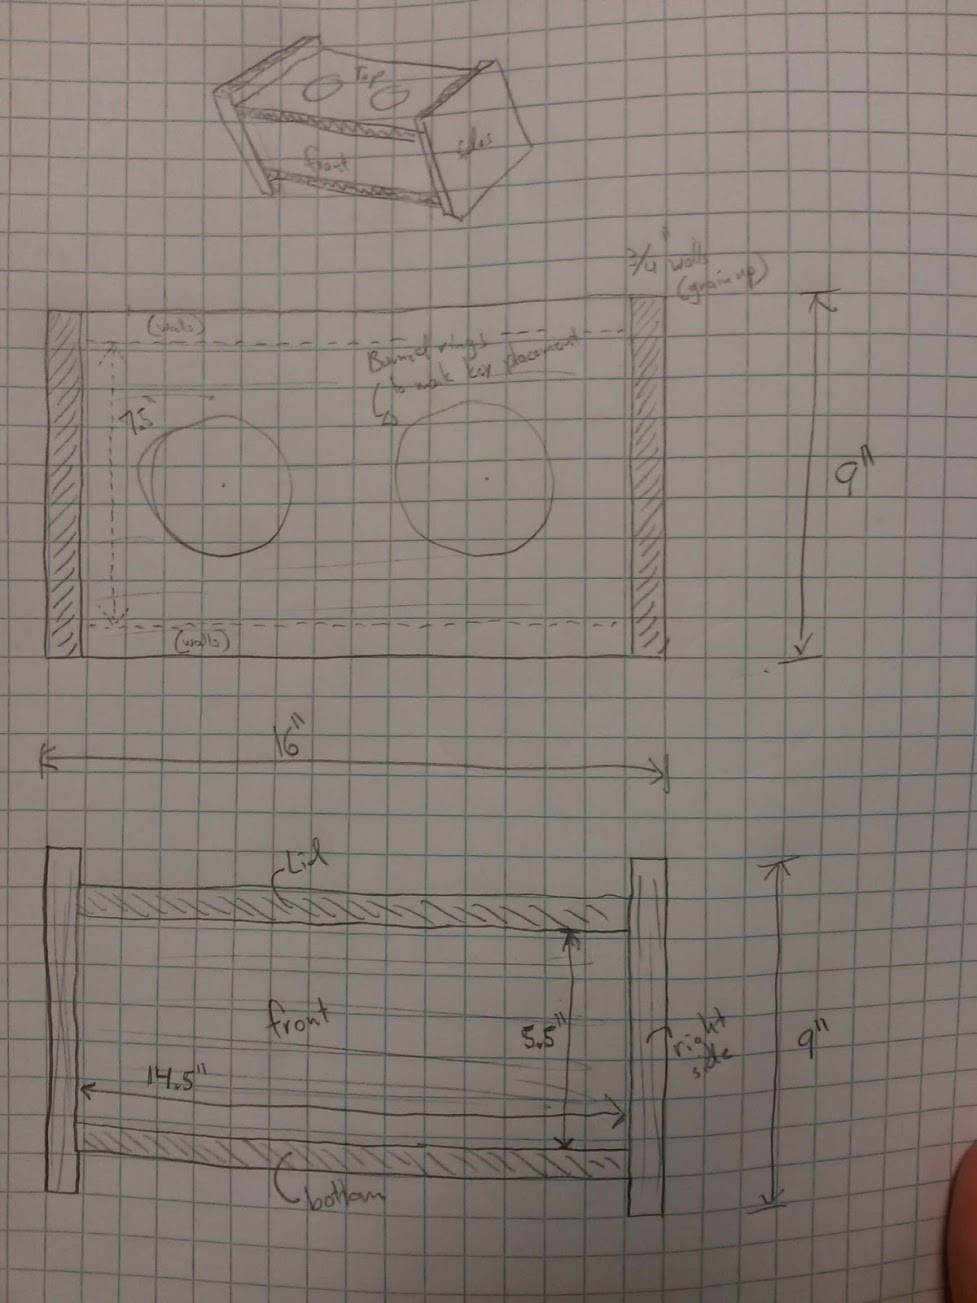 Top
front
sides
3/4" walls
(grain up)
(walls)
Burned rings
to mark key placement
7.5"
9"
(walls)
16"
Lid
front
5.5"
right
side
9"
14.5"
bottom